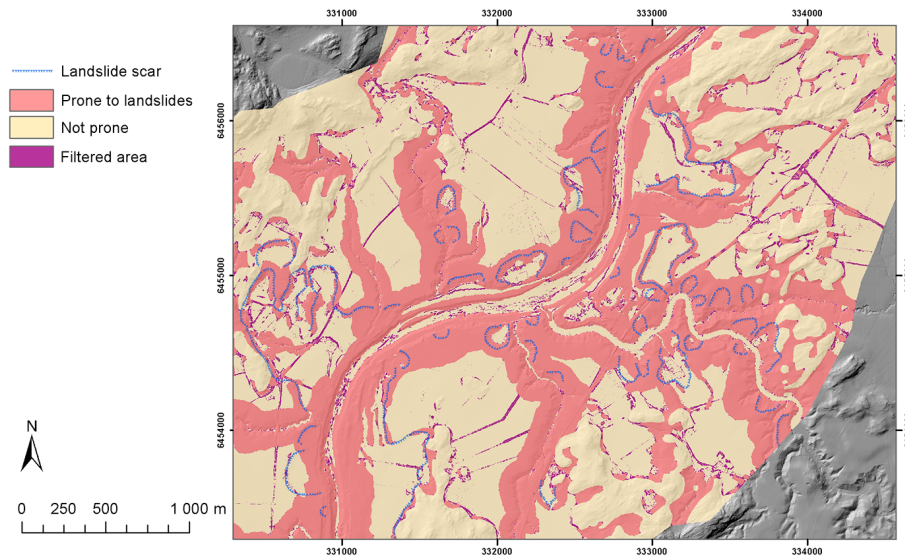 331000 332000 333000 334000
Landslide scar
Prone to landslides
Not prone
Filtered area
6456000
6455000
6454000
N
0 250 500 1 000 m
331000 332000 333000 334000